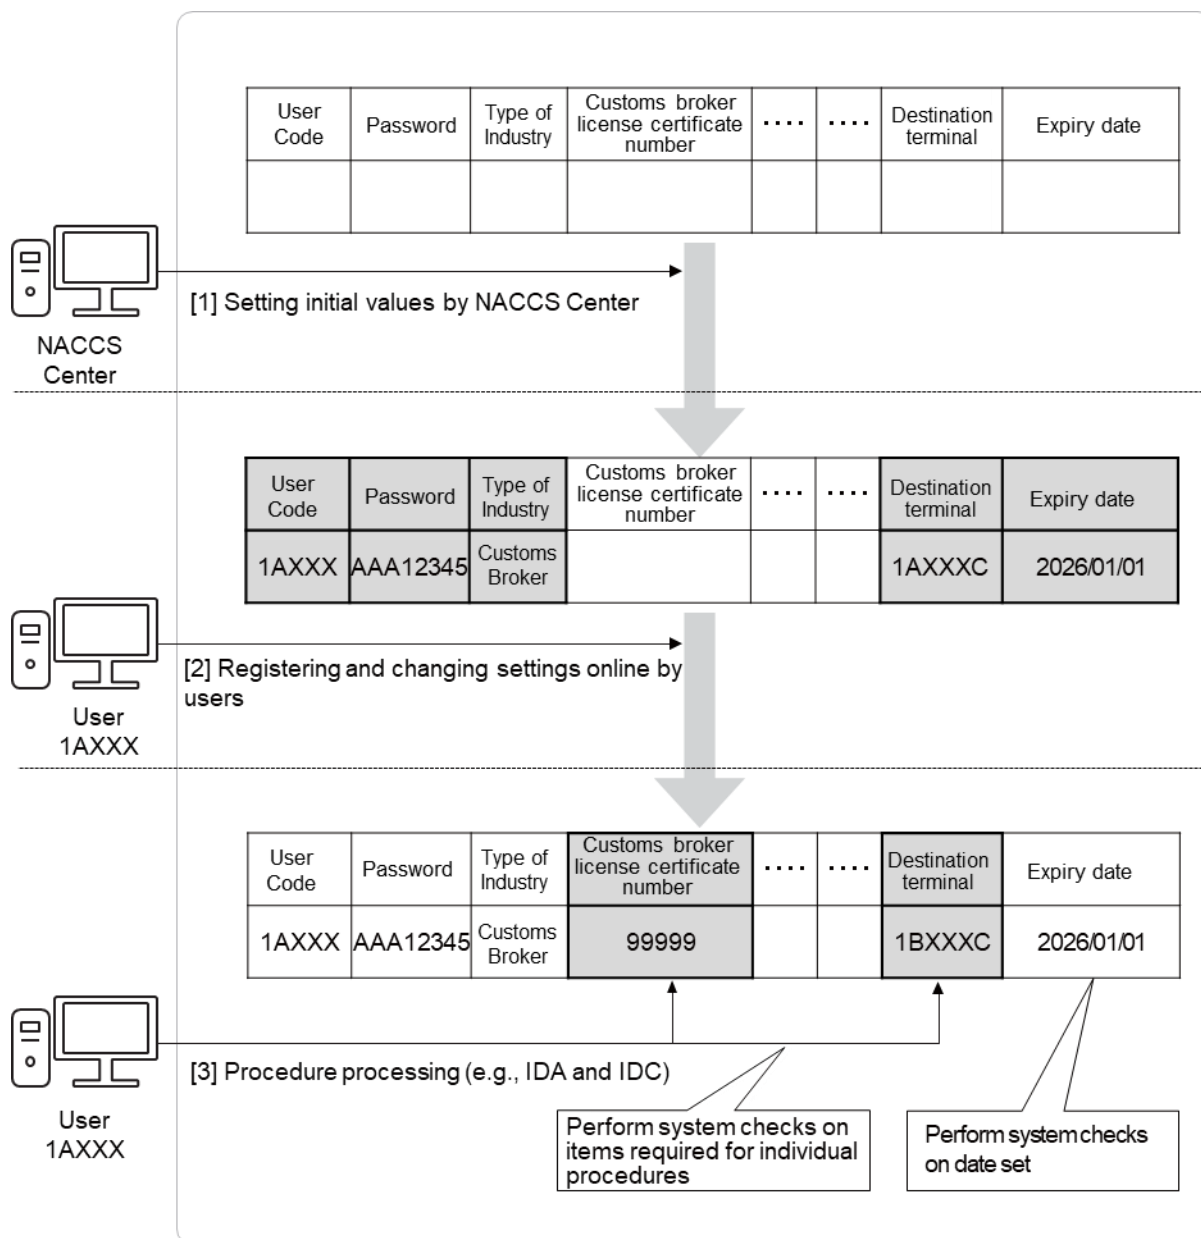 User Code
Password
Type of Industry
Customs broker license certificate number
....
....
Destination terminal
Expiry date
[1] Setting initial values by NACCS Center
NACCS
Center
User Code
Password
Type of Industry
Customs broker license certificate number
....
....
Destination terminal
Expiry date
1AXXX
AAA12345
Customs Broker
1AXXXC
2026/01/01
[2] Registering and changing settings online by
users
User
1AXXX
User Code
Password
Type of Industry
Customs broker license certificate number
....
....
Destination terminal
Expiry date
1AXXX
AAA12345
Customs Broker
99999
1BXXXC
2026/01/01
[3] Procedure processing (e.g., IDA and IDC)
User
1AXXX
Perform system checks on
items required for individual
procedures
Perform system checks
on date set